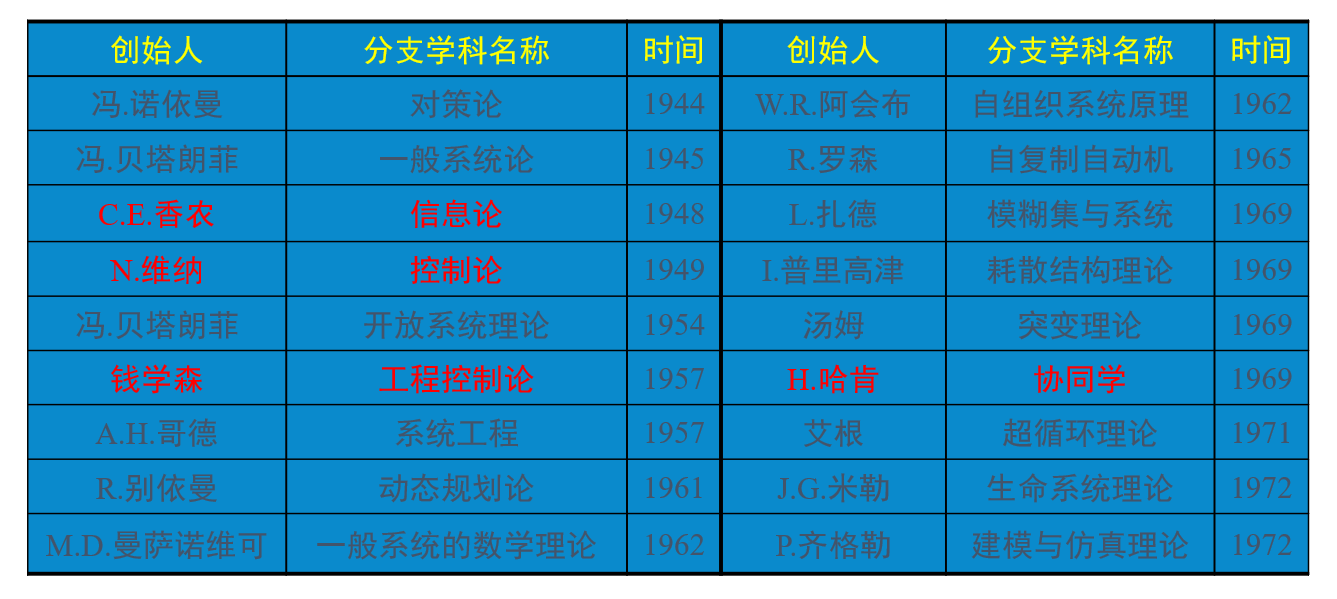 创始人 分支学科名称 时间 创始人 分支学科名称 时间
冯.诺依曼 对策论 1944 W.R.阿会布 自组织系统原理 1962
冯.贝塔朗菲 一般系统论 1945 R.罗森 自复制自动机 1965
C.E.香农 信息论 1948 L.扎德 模糊集与系统 1969
N.维纳 控制论 1949 I.普里高津 耗散结构理论 1969
冯.贝塔朗菲 开放系统理论 1954 汤姆 突变理论 1969
钱学森 工程控制论 1957 H.哈肯 协同学 1969
A.H.哥德 系统工程 1957 艾根 超循环理论 1971
R.别依曼 动态规划论 1961 J.G.米勒 生命系统理论 1972
M.D.曼萨诺维可 一般系统的数学理论 1962 P.齐格勒 建模与仿真理论 1972